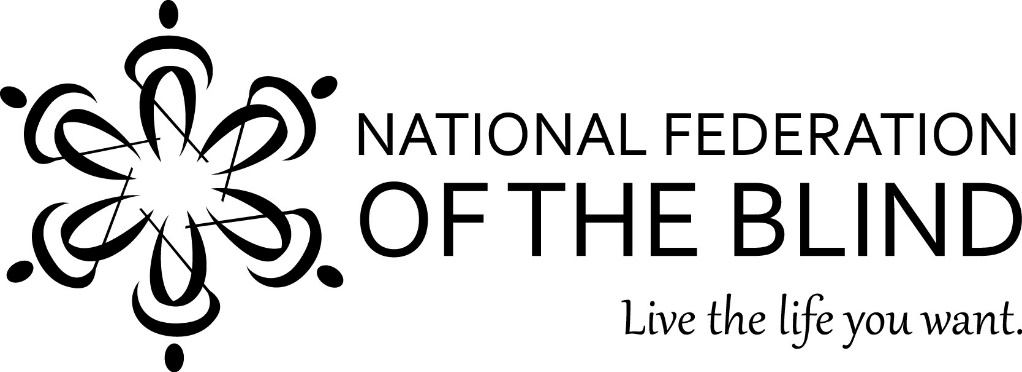 NATIONAL FEDERATION
OF THE BLIND
Live the life you want.